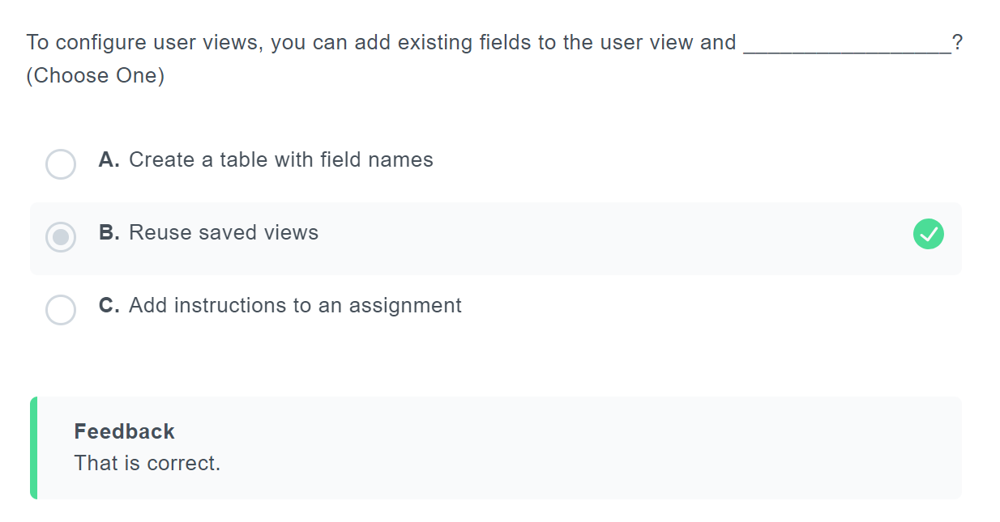 To configure user views, you can add existing fields to the user view and _________________?
(Choose One)
A. Create a table with field names
B. Reuse saved views
C. Add instructions to an assignment
Feedback
That is correct.